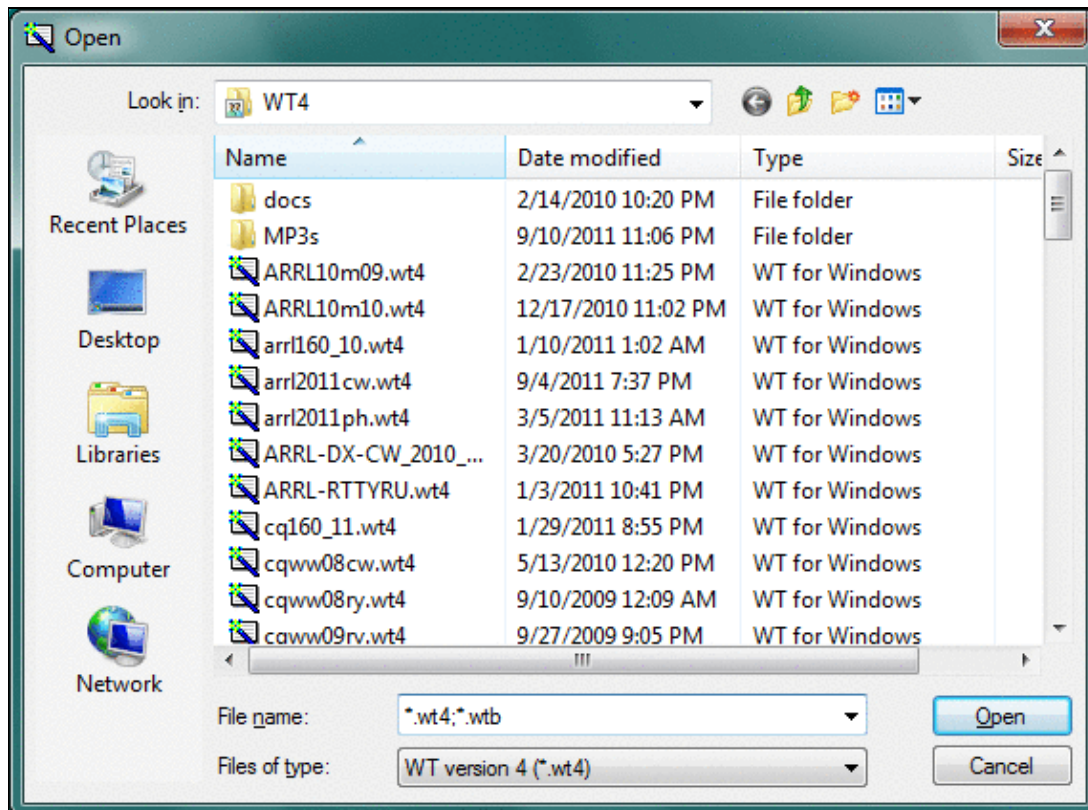 Open
Look in: WT4
Name Date modified Type Size
docs 2/14/2010 10:20 PM File folder
MP3s 9/10/2011 11:06 PM File folder
ARRL10m09.wt4 2/23/2010 11:25 PM WT for Windows
ARRL10m10.wt4 12/17/2010 11:02 PM WT for Windows
arrl160_10.wt4 1/10/2011 1:02 AM WT for Windows
arrl2011cw.wt4 9/4/2011 7:37 PM WT for Windows
arrl2011ph.wt4 3/5/2011 11:13 AM WT for Windows
ARRL-DX-CW_2010_... 3/20/2010 5:27 PM WT for Windows
ARRL-RTTYRU.wt4 1/3/2011 10:41 PM WT for Windows
cq160_11.wt4 1/29/2011 8:55 PM WT for Windows
cqww08cw.wt4 5/13/2010 12:20 PM WT for Windows
cqww08ry.wt4 9/10/2009 12:09 AM WT for Windows
cqww09ry.wt4 9/27/2009 9:05 PM WT for Windows
Recent Places
Desktop
Libraries
Computer
Network
File name: *.wt4;*.wtb Open
Files of type: WT version 4 (*.wt4) Cancel